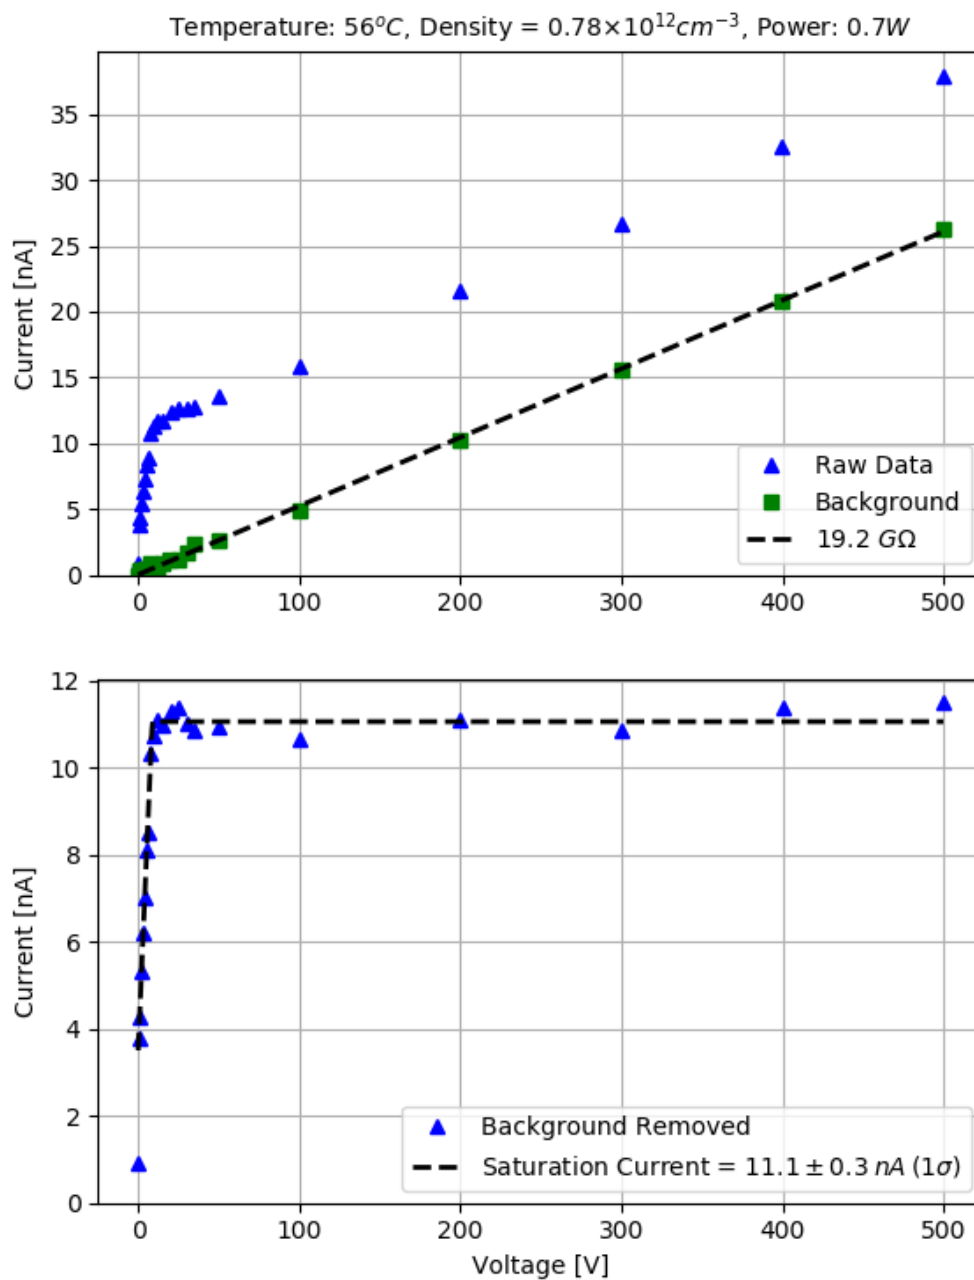 Temperature: 56°C, Density = 0.78×10¹²cm⁻³, Power: 0.7W
Current [nA]
35
30
25
20
15
10
5
0
0 100 200 300 400 500
Raw Data
Background
19.2 GΩ
Current [nA]
12
10
8
6
4
2
0
Background Removed
Saturation Current = 11.1 ± 0.3 nA (1σ)
0 100 200 300 400 500
Voltage [V]